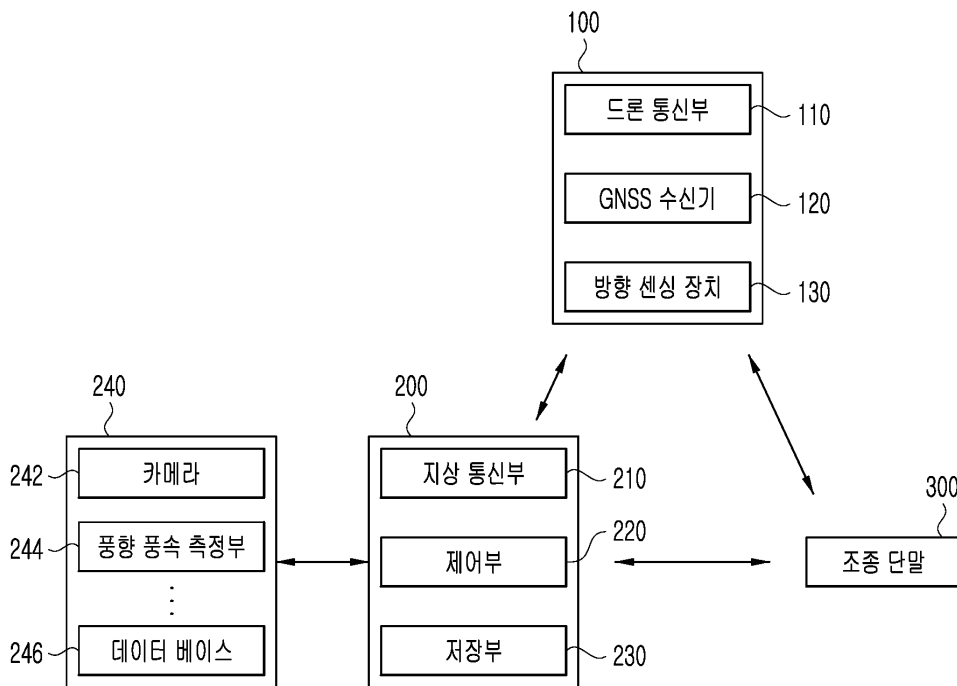 100
드론 통신부
110
GNSS 수신기
120
방향 센싱 장치
130
240
200
242
카메라
지상 통신부
210
300
244
풍향 풍속 측정부
제어부
220
조종 단말
246
데이터 베이스
저장부
230